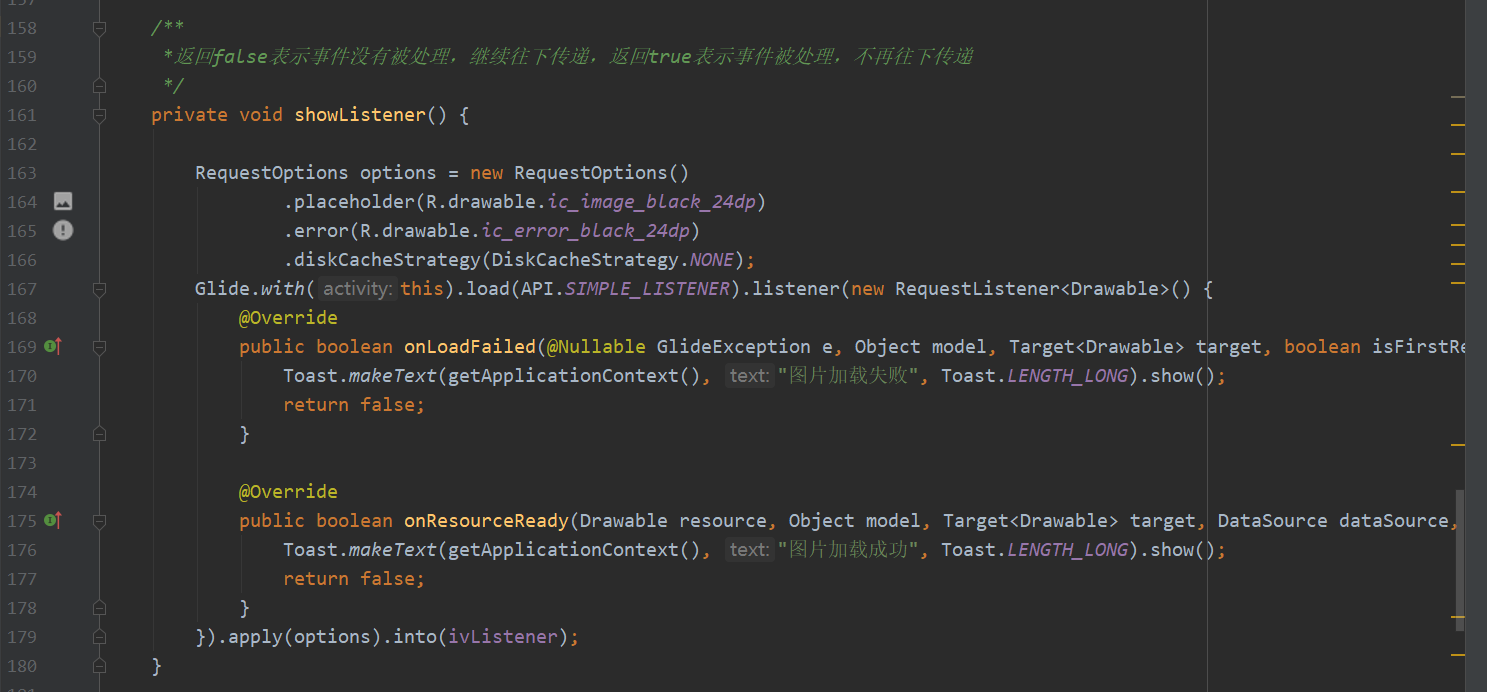 158 /**
159 *返回false表示事件没有被处理，继续往下传递，返回true表示事件被处理，不再往下传递
160 */
161 private void showListener() {
162
163 RequestOptions options = new RequestOptions()
164 .placeholder(R.drawable.ic_image_black_24dp)
165 .error(R.drawable.ic_error_black_24dp)
166 .diskCacheStrategy(DiskCacheStrategy.NONE);
167 Glide.with( activity: this).load(API.SIMPLE_LISTENER).listener(new RequestListener<Drawable>() {
168 @Override
169 public boolean onLoadFailed(@Nullable GlideException e, Object model, Target<Drawable> target, boolean isFirstRe
170 Toast.makeText(getApplicationContext(), text: "图片加载失败", Toast.LENGTH_LONG).show();
171 return false;
172 }
173
174 @Override
175 public boolean onResourceReady(Drawable resource, Object model, Target<Drawable> target, DataSource dataSource,
176 Toast.makeText(getApplicationContext(), text: "图片加载成功", Toast.LENGTH_LONG).show();
177 return false;
178 }
179 }).apply(options).into(ivListener);
180 }